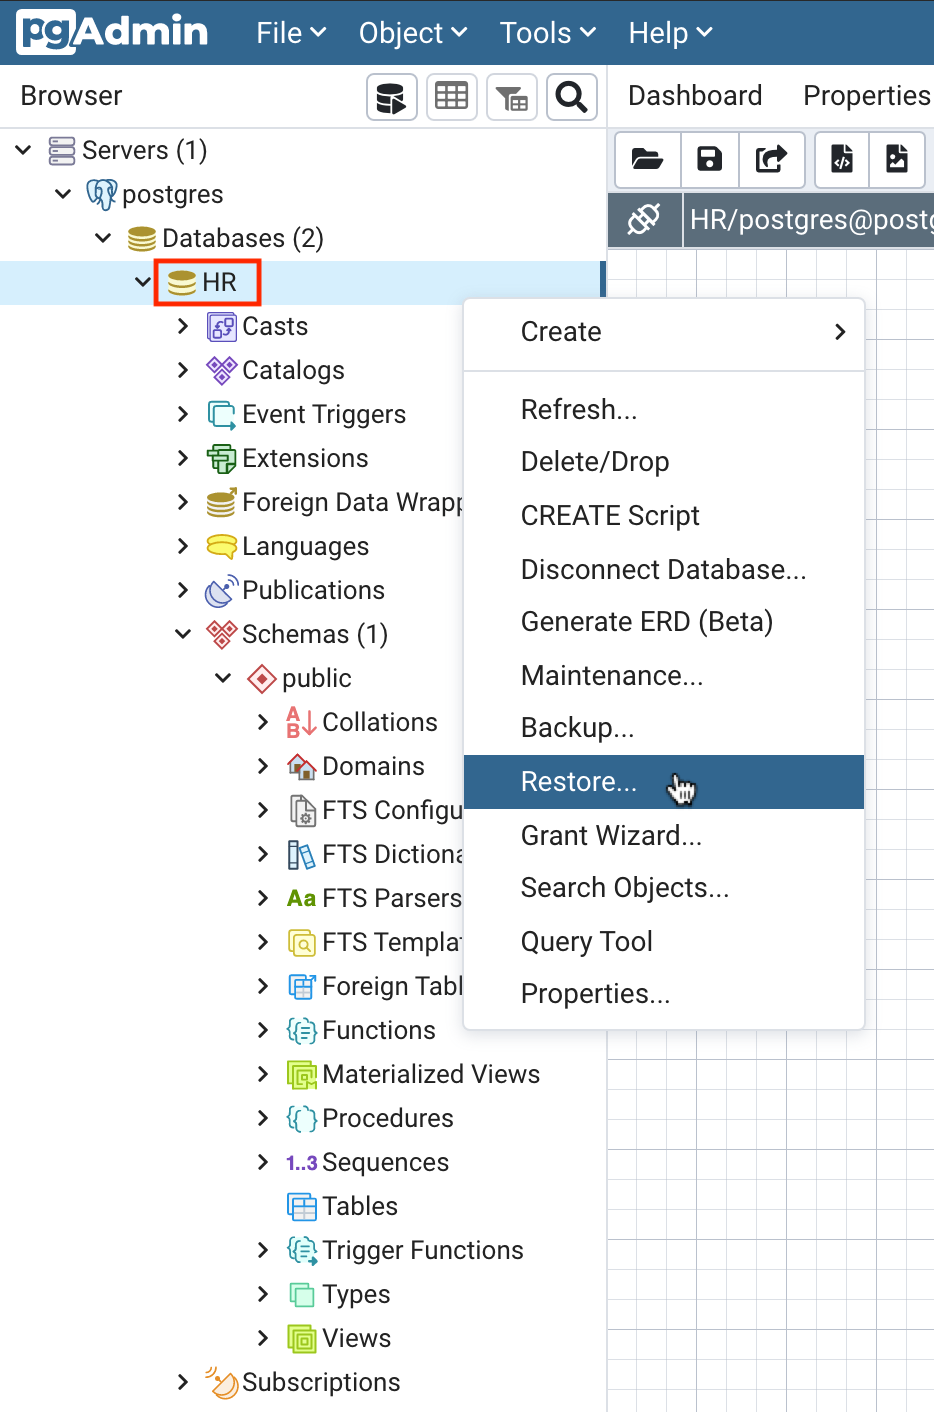 pgAdmin File Object Tools Help
Browser Dashboard Properties
Servers (1)
postgres
HR/postgres@postg
Databases (2)
HR
Casts
Catalogs
Event Triggers
Extensions
Foreign Data Wrapp
Languages
Publications
Schemas (1)
public
Collations
Domains
FTS Configu
FTS Dictiona
Aa FTS Parsers
FTS Templat
Foreign Tabl
Functions
Materialized Views
Procedures
1..3 Sequences
Tables
Trigger Functions
Types
Views
Subscriptions
Create
Refresh...
Delete/Drop
CREATE Script
Disconnect Database...
Generate ERD (Beta)
Maintenance...
Backup...
Restore...
Grant Wizard...
Search Objects...
Query Tool
Properties...